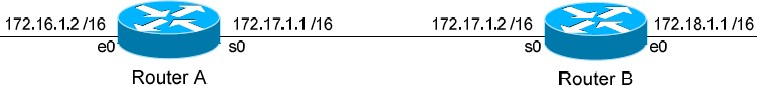 172.16.1.2 /16
172.17.1.1 /16
172.17.1.2 /16
172.18.1.1 /16
e0
s0
s0
e0
Router A
Router B